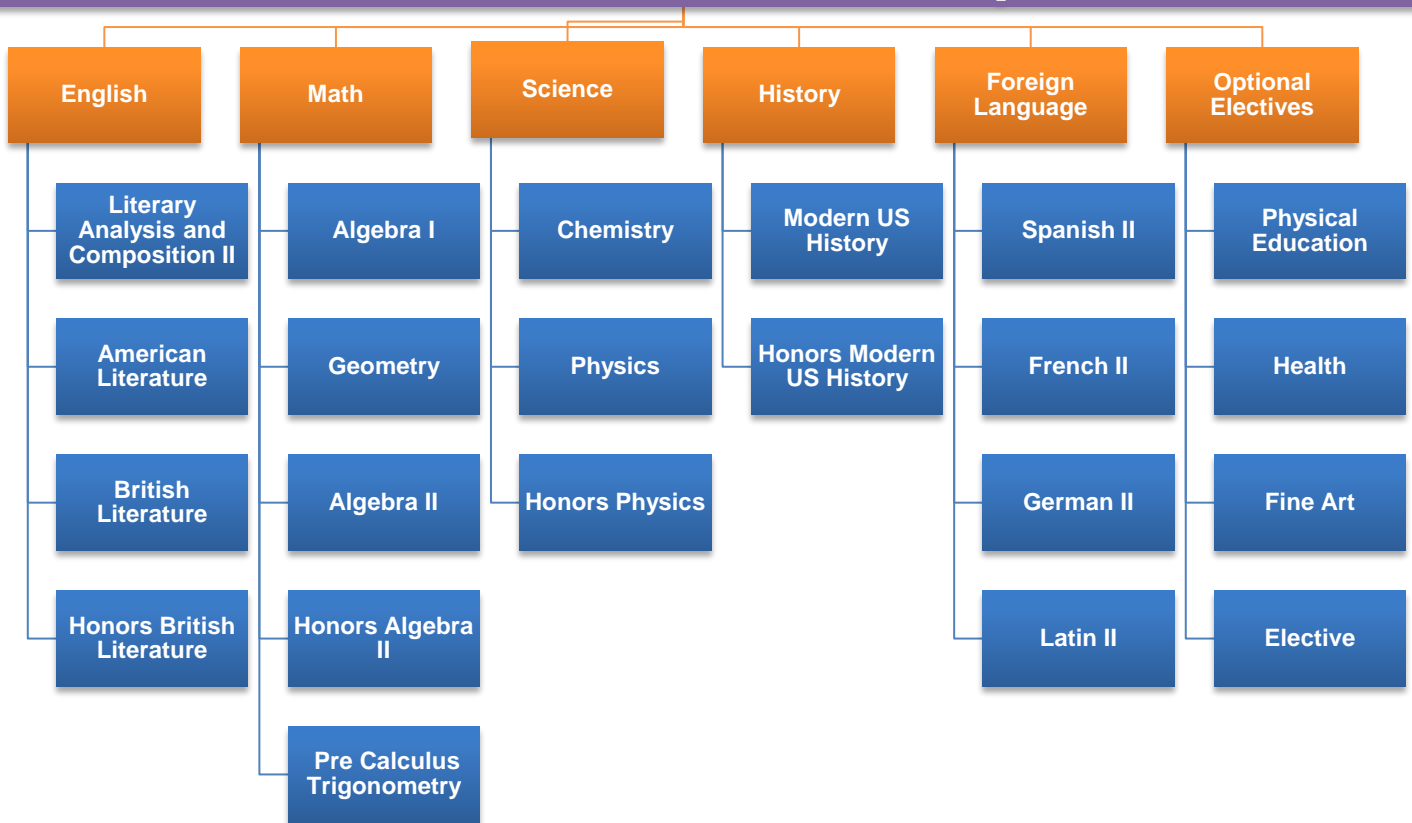 English
Math
Science
History
Foreign
Language
Optional
Electives
Literary
Analysis and
Composition II
American
Literature
British
Literature
Honors British
Literature
Algebra I
Geometry
Algebra II
Honors Algebra
II
Pre Calculus
Trigonometry
Chemistry
Physics
Honors Physics
Modern US
History
Honors Modern
US History
Spanish II
French II
German II
Latin II
Physical
Education
Health
Fine Art
Elective